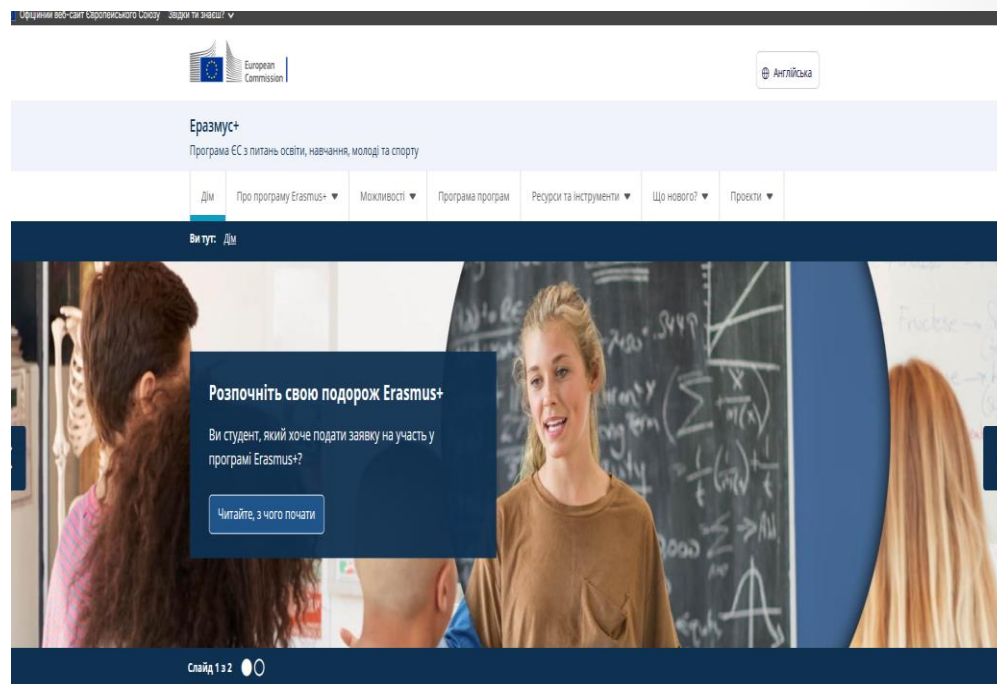 Офіційний веб-сайт Європейського Союзу Звідки ти знаєш?
European
Commission
Англійська
Еразмус+
Програма ЄС з питань освіти, навчання, молоді та спорту
Дім Про програму Erasmus+ Можливості Програма програм Ресурси та інструменти Що нового? Проєкти
Ви тут: Дім
Розпочніть свою подорож Erasmus+
Ви студент, який хоче подати заявку на участь у
програмі Erasmus+?
Читайте, з чого почати
Слайд 1 з 2